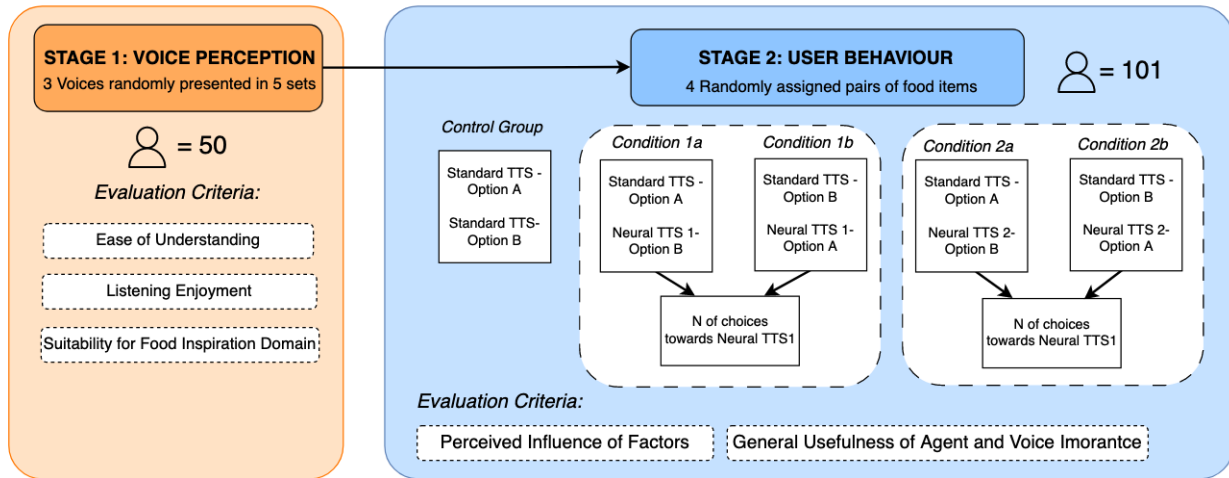 STAGE 1: VOICE PERCEPTION
3 Voices randomly presented in 5 sets
= 50
Evaluation Criteria:
Ease of Understanding
Listening Enjoyment
Suitability for Food Inspiration Domain
STAGE 2: USER BEHAVIOUR
4 Randomly assigned pairs of food items
= 101
Control Group
Standard TTS -
Option A
Standard TTS-
Option B
Condition 1a
Standard TTS -
Option A
Neural TTS 1-
Option B
Condition 1b
Standard TTS -
Option B
Neural TTS 1-
Option A
N of choices
towards Neural TTS1
Condition 2a
Standard TTS -
Option A
Neural TTS 2-
Option B
Condition 2b
Standard TTS -
Option B
Neural TTS 2-
Option A
N of choices
towards Neural TTS1
Evaluation Criteria:
Perceived Influence of Factors
General Usefulness of Agent and Voice Imorantce